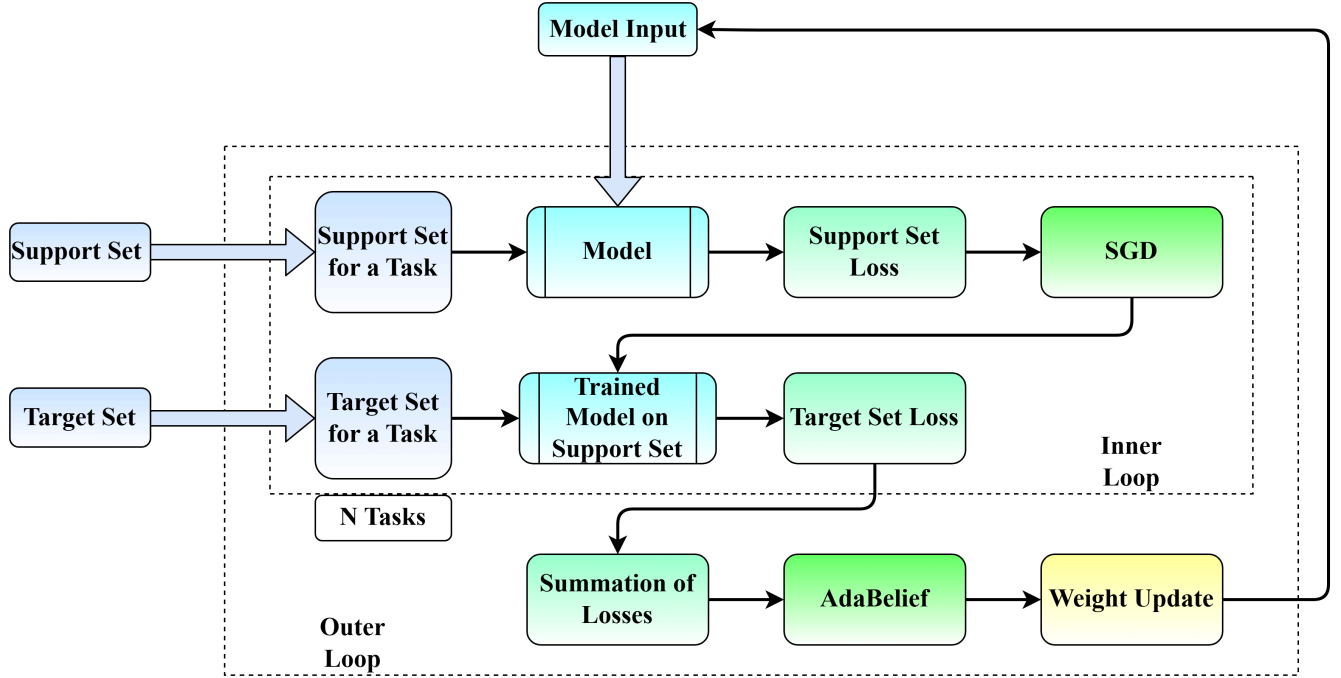 Model Input
Support Set
Support Set
for a Task
Model
Support Set
Loss
SGD
Target Set
Target Set
for a Task
Trained
Model on
Support Set
Target Set Loss
Inner
Loop
N Tasks
Summation of
Losses
AdaBelief
Weight Update
Outer
Loop